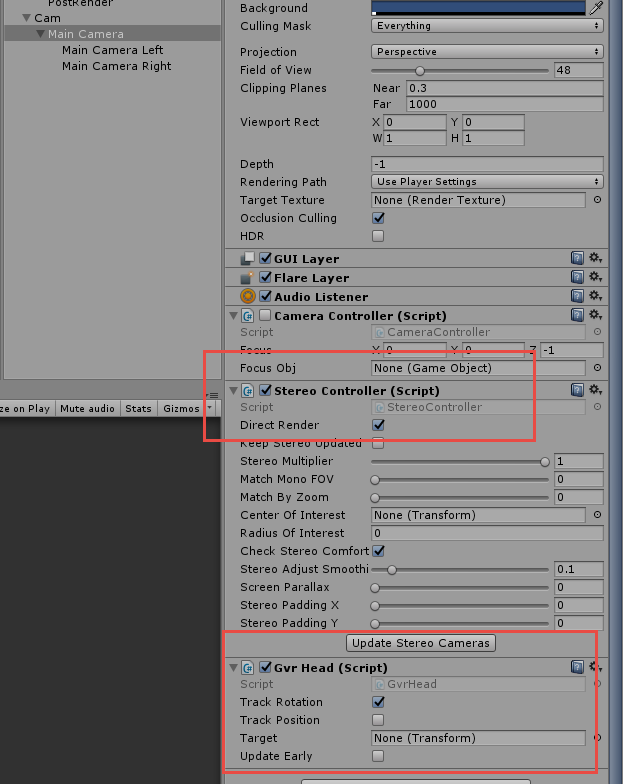 PostRender
Cam
Main Camera
Main Camera Left
Main Camera Right
ze on Play Mute audio Stats Gizmos
Background
Culling Mask Everything
Projection Perspective
Field of View 48
Clipping Planes Near 0.3
Far 1000
Viewport Rect X 0 Y 0
W 1 H 1
Depth -1
Rendering Path Use Player Settings
Target Texture None (Render Texture)
Occlusion Culling
HDR
GUI Layer
Flare Layer
Audio Listener
Camera Controller (Script)
Script CameraController
Focus X 0 Y 0 Z -1
Focus Obj None (Game Object)
Stereo Controller (Script)
Script StereoController
Direct Render
Keep Stereo Updated
Stereo Multiplier 1
Match Mono FOV 0
Match By Zoom 0
Center Of Interest None (Transform)
Radius Of Interest 0
Check Stereo Comfort
Stereo Adjust Smoothi 0.1
Screen Parallax 0
Stereo Padding X 0
Stereo Padding Y 0
Update Stereo Cameras
Gvr Head (Script)
Script GvrHead
Track Rotation
Track Position
Target None (Transform)
Update Early